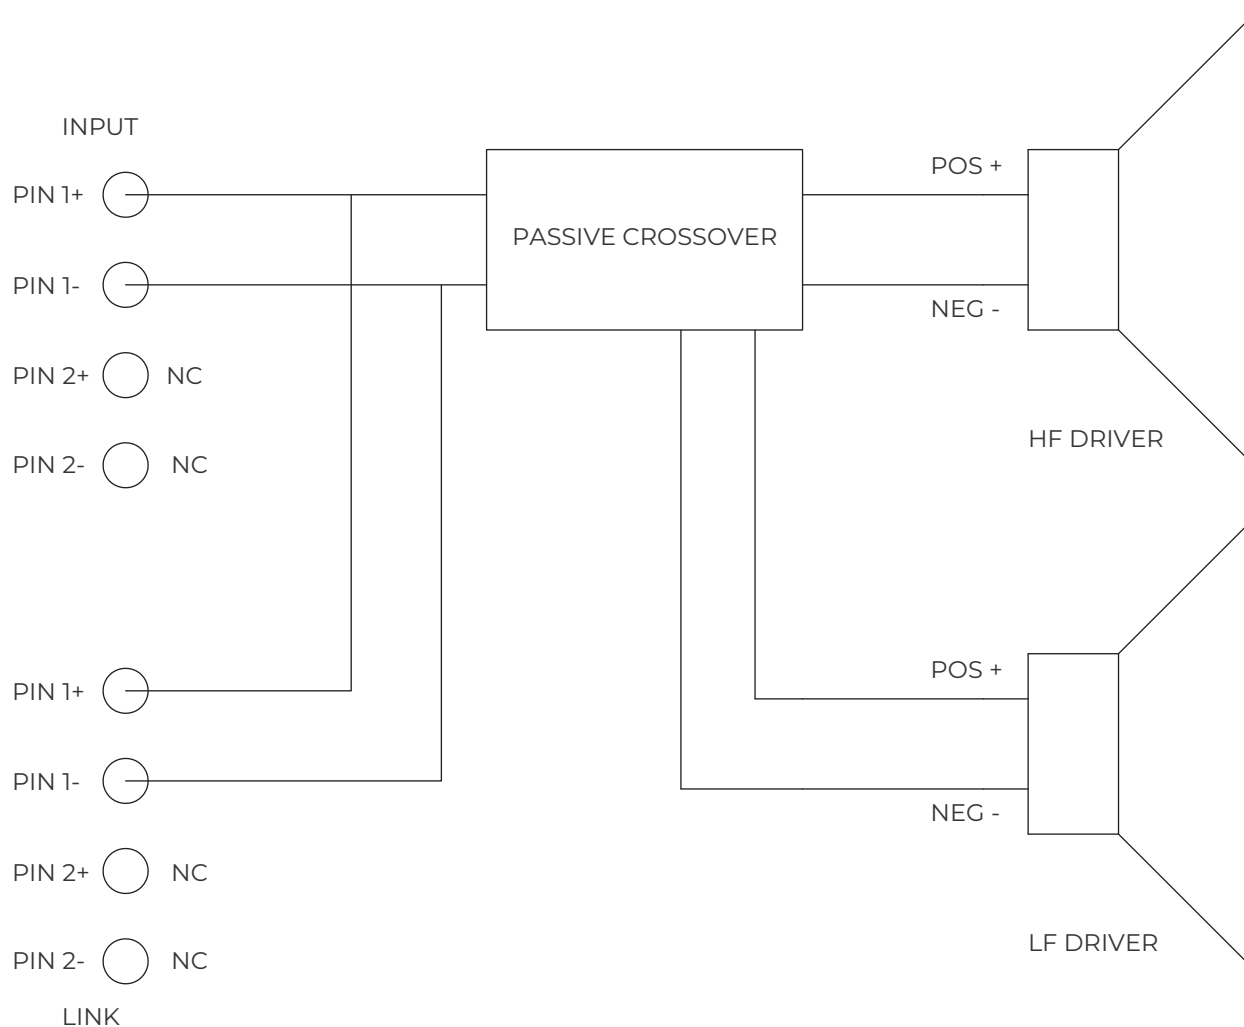 INPUT
PIN 1+
PIN 1-
PIN 2+ NC
PIN 2- NC
PASSIVE CROSSOVER
POS +
NEG -
HF DRIVER
PIN 1+
PIN 1-
PIN 2+ NC
PIN 2- NC
LINK
POS +
NEG -
LF DRIVER